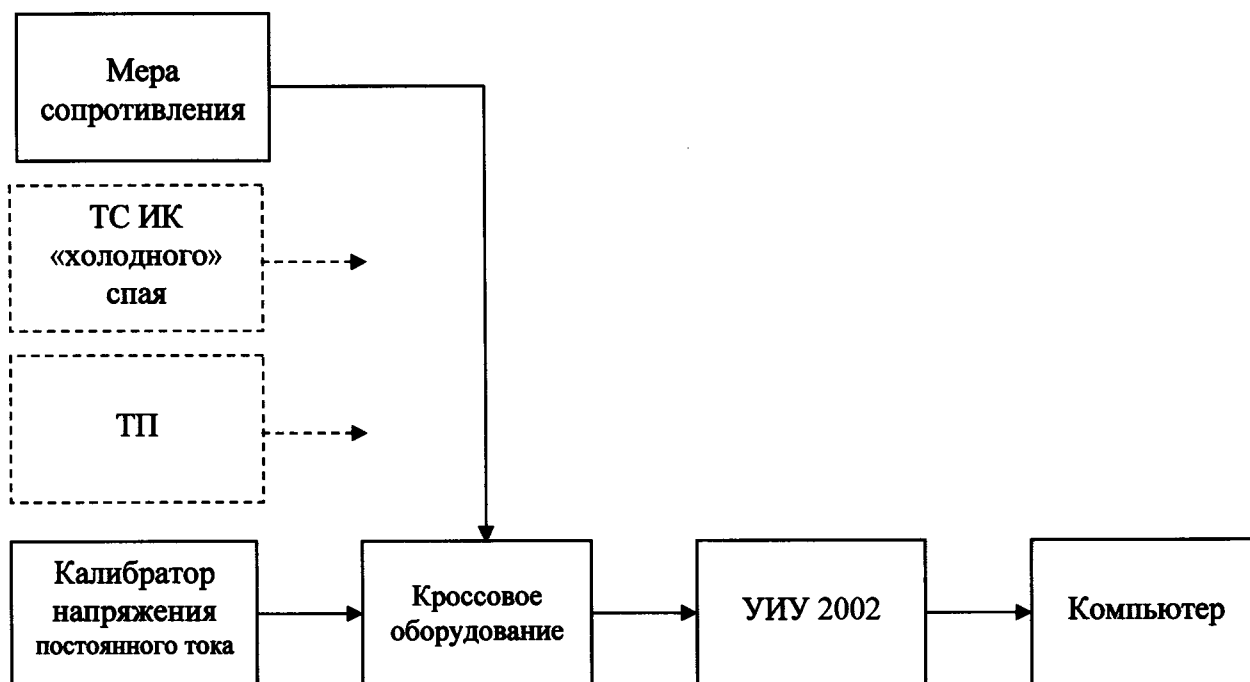 Мера
сопротивления
ТС ИК
«холодного»
спая
ТП
Калибратор
напряжения
постоянного тока
Кроссовое
оборудование
УИУ 2002
Компьютер